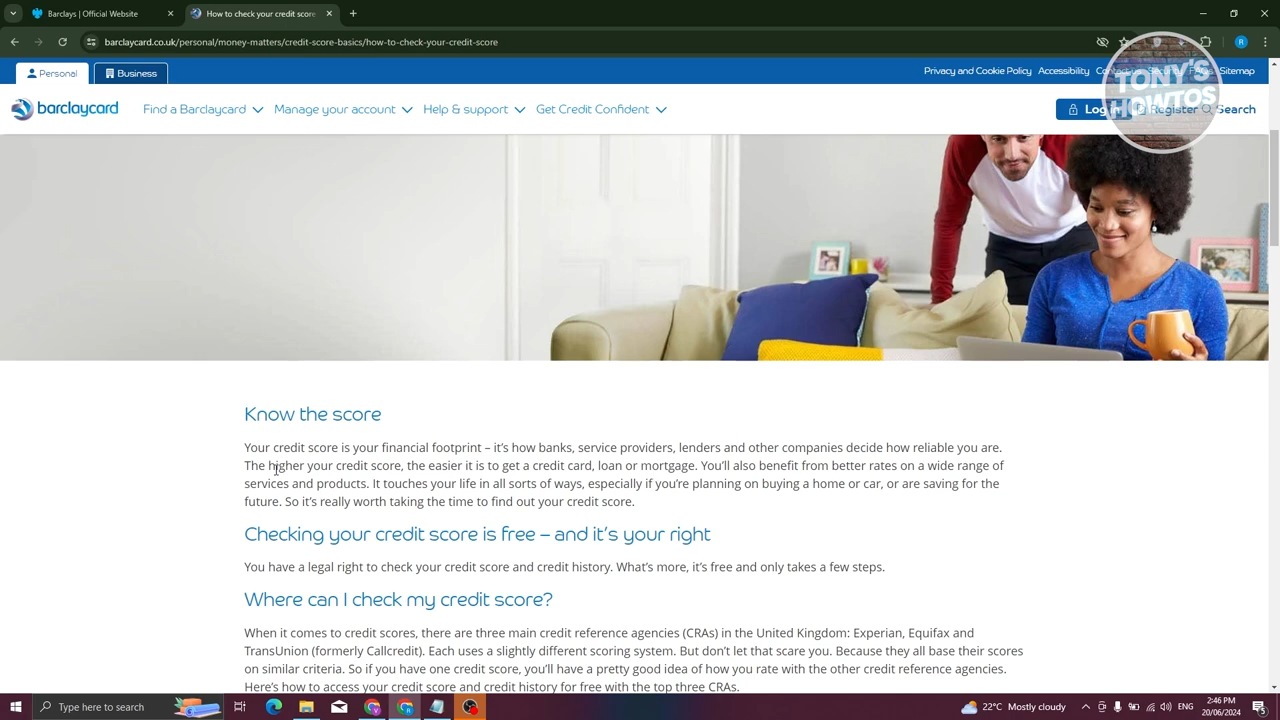 Barclays | Official Website
How to check your credit score
barclaycard.co.uk/personal/money-matters/credit-score-basics/how-to-check-your-credit-score
Personal
Business
Privacy and Cookie Policy Accessibility Contact us Security FAQs Sitemap
TONY'S
HOWTOS
barclaycard
Find a Barclaycard
Manage your account
Help & support
Get Credit Confident
Log in
Register
Search
Know the score
Your credit score is your financial footprint – it's how banks, service providers, lenders and other companies decide how reliable you are.
The higher your credit score, the easier it is to get a credit card, loan or mortgage. You'll also benefit from better rates on a wide range of
services and products. It touches your life in all sorts of ways, especially if you're planning on buying a home or car, or are saving for the
future. So it's really worth taking the time to find out your credit score.
Checking your credit score is free – and it's your right
You have a legal right to check your credit score and credit history. What's more, it's free and only takes a few steps.
Where can I check my credit score?
When it comes to credit scores, there are three main credit reference agencies (CRAs) in the United Kingdom: Experian, Equifax and
TransUnion (formerly Callcredit). Each uses a slightly different scoring system. But don't let that scare you. Because they all base their scores
on similar criteria. So if you have one credit score, you'll have a pretty good idea of how you rate with the other credit reference agencies.
Here's how to access your credit score and credit history for free with the top three CRAs.
Type here to search
22°C Mostly cloudy
ENG
2:46 PM
20/06/2024
5